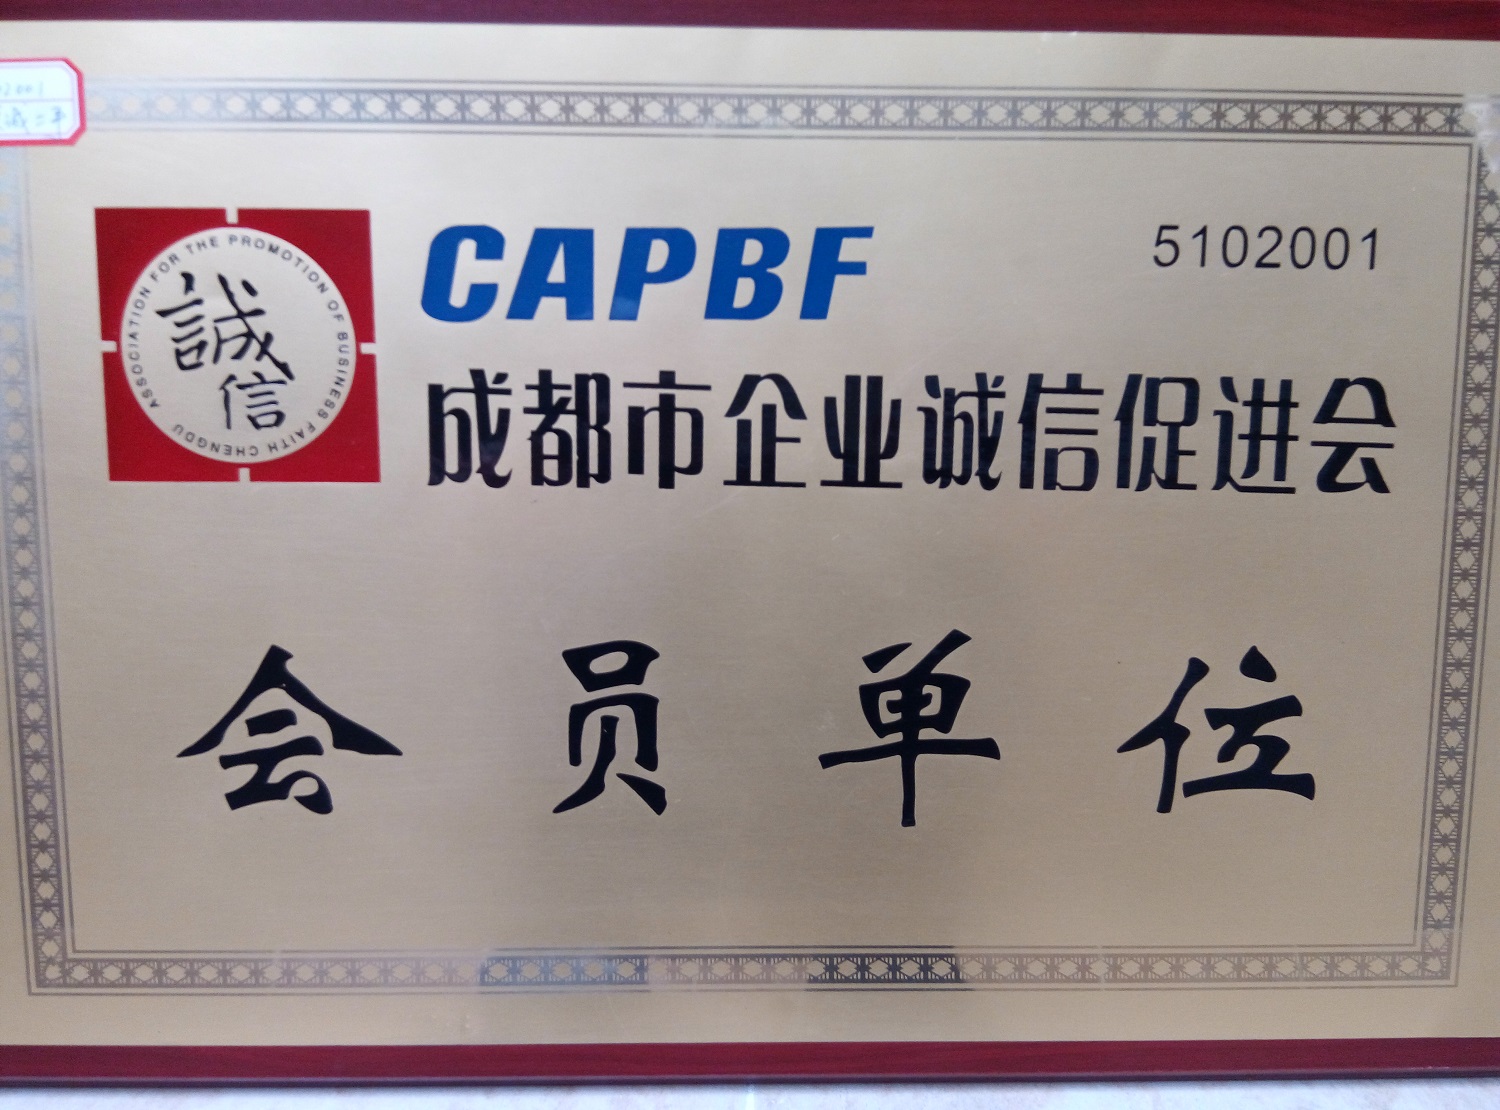 CAPBF
5102001
ASSOCIATION FOR THE PROMOTION OF BUSINESS FAITH CHENGDU
誠
信
成都市企业诚信促进会
会员单位